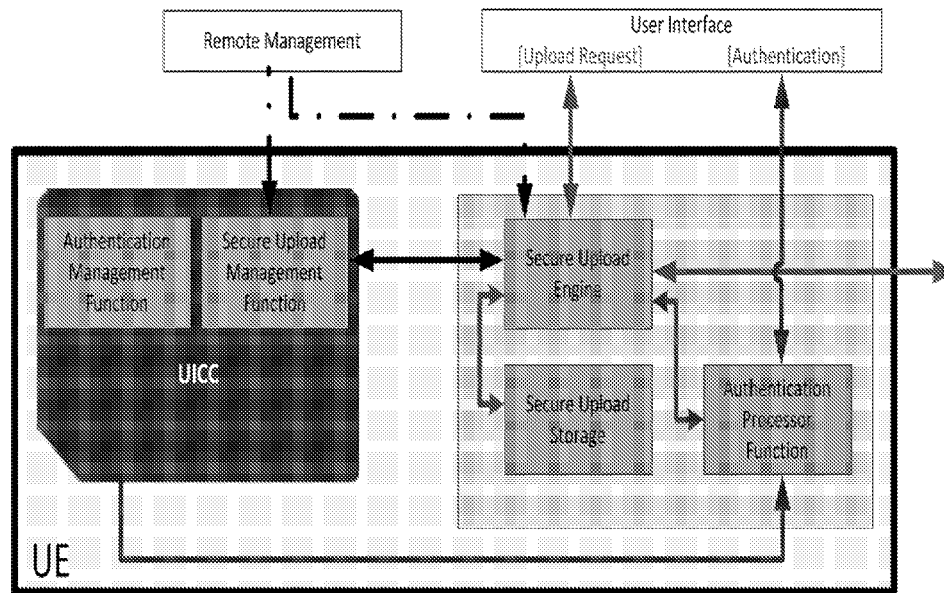 Remote Management
User Interface
[Upload Request]
[Authentication]
Authentication
Management
Function
Secure Upload
Management
Function
UICC
Secure Upload
Engine
Secure Upload
Storage
Authentication
Processor
Function
UE